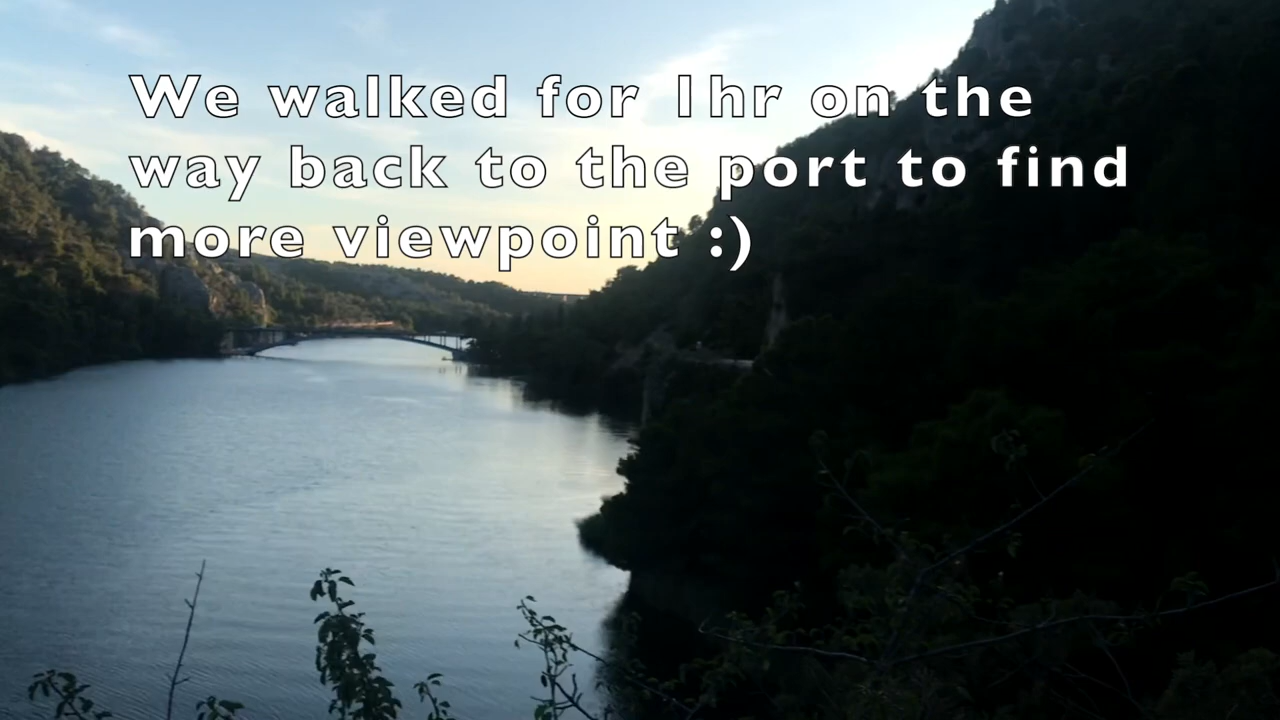 We walked for 1hr on the
way back to the port to find
more viewpoint :)